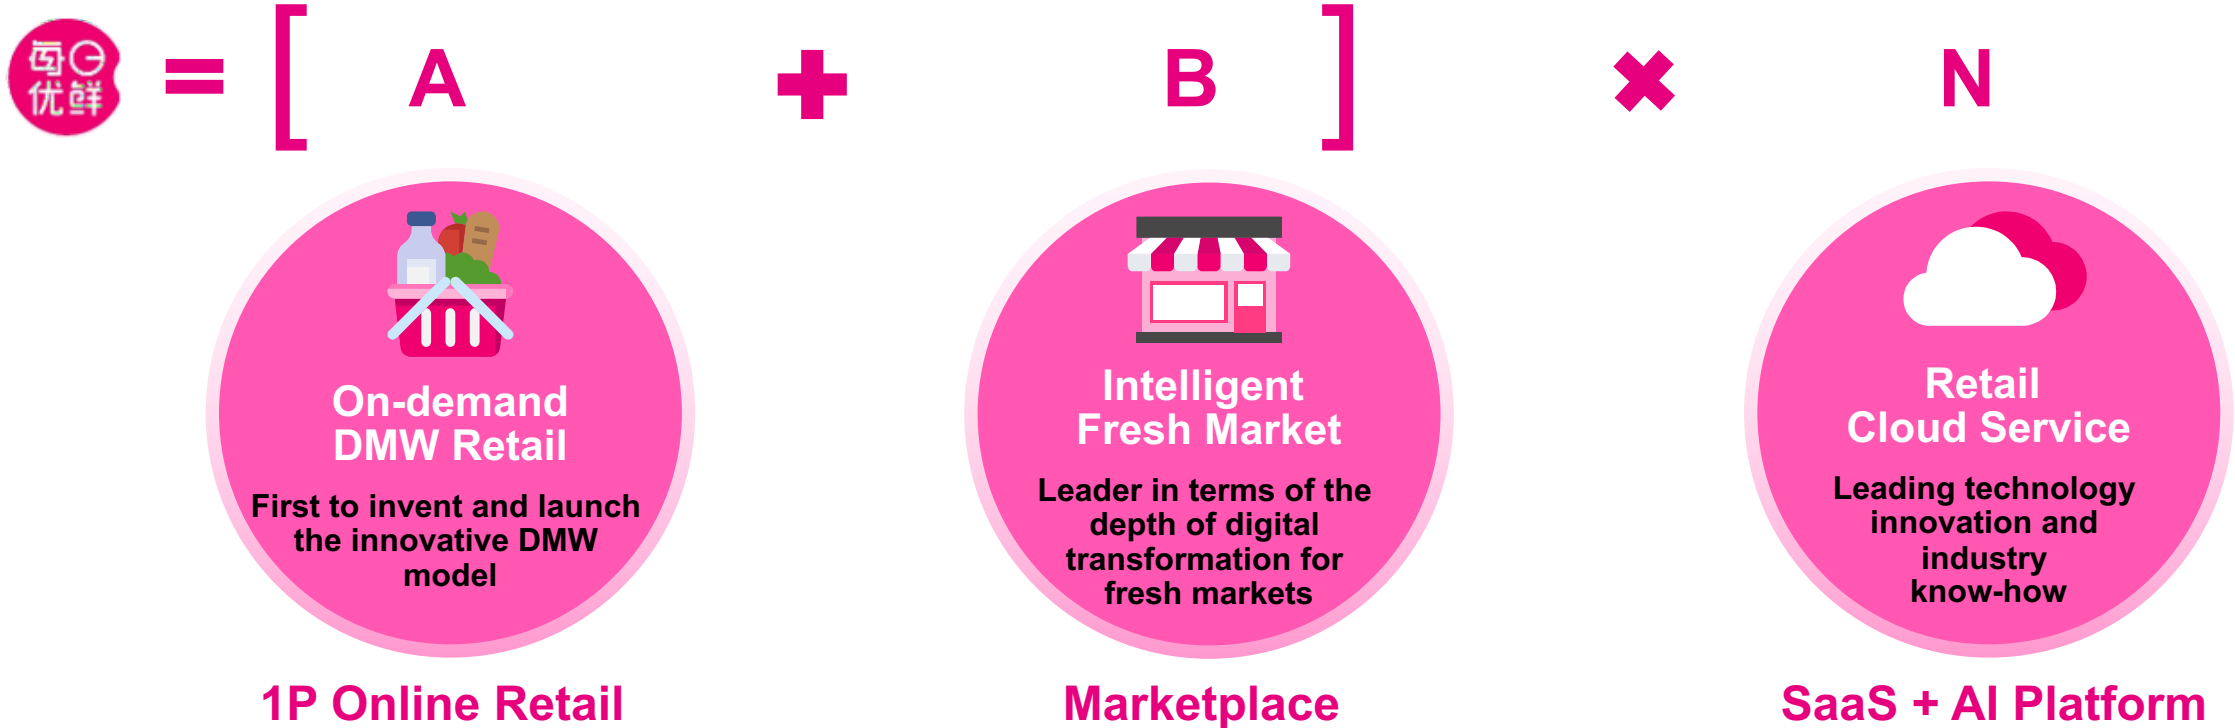 每日
优鲜
= [ A + B ] × N
On-demand
DMW Retail
First to invent and launch
the innovative DMW
model
1P Online Retail
Intelligent
Fresh Market
Leader in terms of the
depth of digital
transformation for
fresh markets
Marketplace
Retail
Cloud Service
Leading technology
innovation and
industry
know-how
SaaS + AI Platform